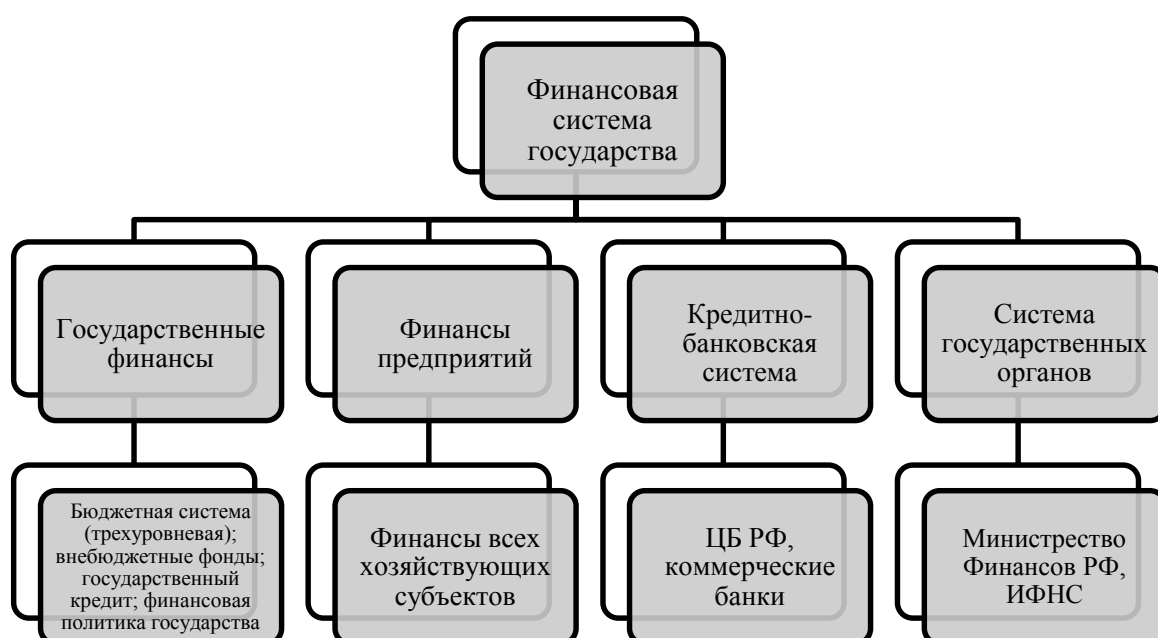 Финансовая
система
государства
Государственные
финансы
Финансы
предприятий
Кредитно-
банковская
система
Система
государственных
органов
Бюджетная система
(трехуровневая);
внебюджетные фонды;
государственный
кредит; финансовая
политика государства
Финансы всех
хозяйствующих
субъектов
ЦБ РФ,
коммерческие
банки
Министрество
Финансов РФ,
ИФНС